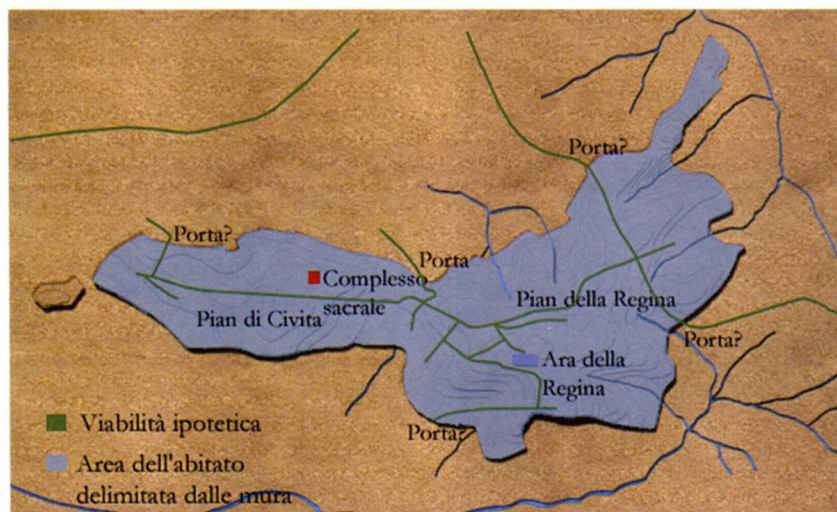 Porta?
Porta?
Porta
Complesso
sacrale
Pian della Regina
Pian di Civita
Porta?
Ara della
Regina
Porta?
Viabilità ipotetica
Area dell'abitato
delimitata dalle mura